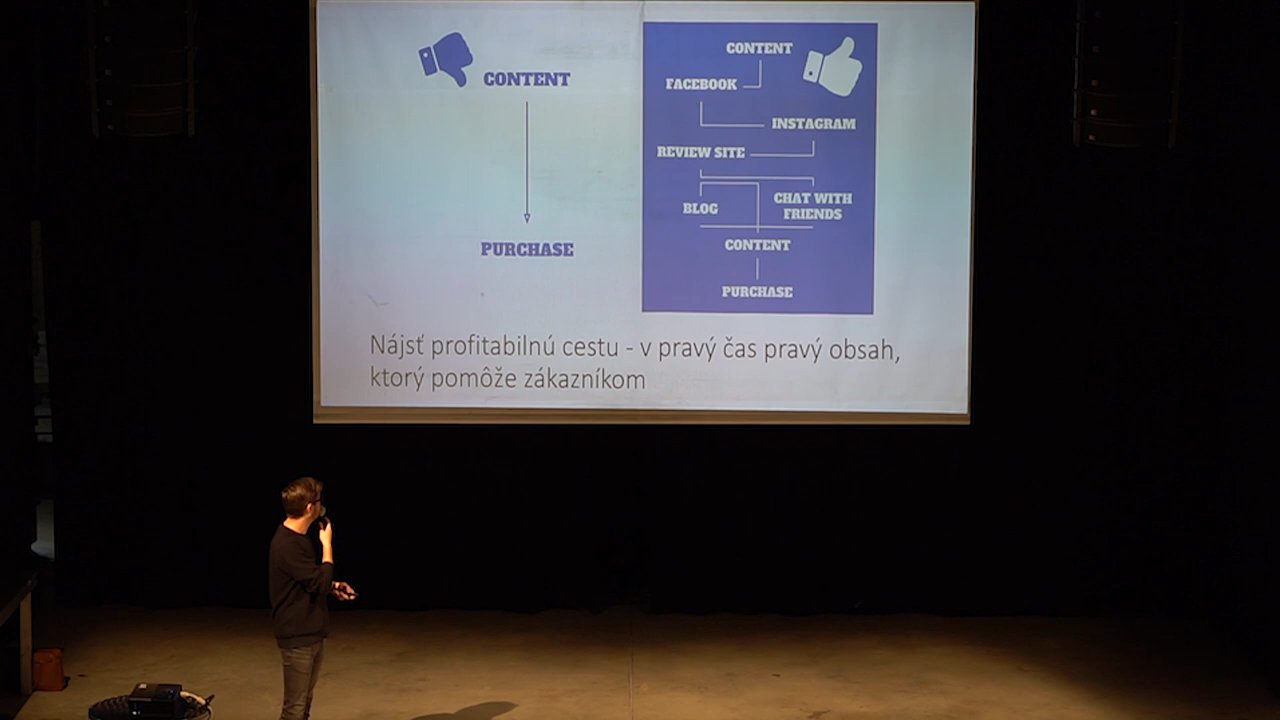 CONTENT
PURCHASE
CONTENT
FACEBOOK
INSTAGRAM
REVIEW SITE
BLOG
CHAT WITH
FRIENDS
CONTENT
PURCHASE
Nájsť profitabilnú cestu - v pravý čas pravý obsah,
ktorý pomôže zákazníkom